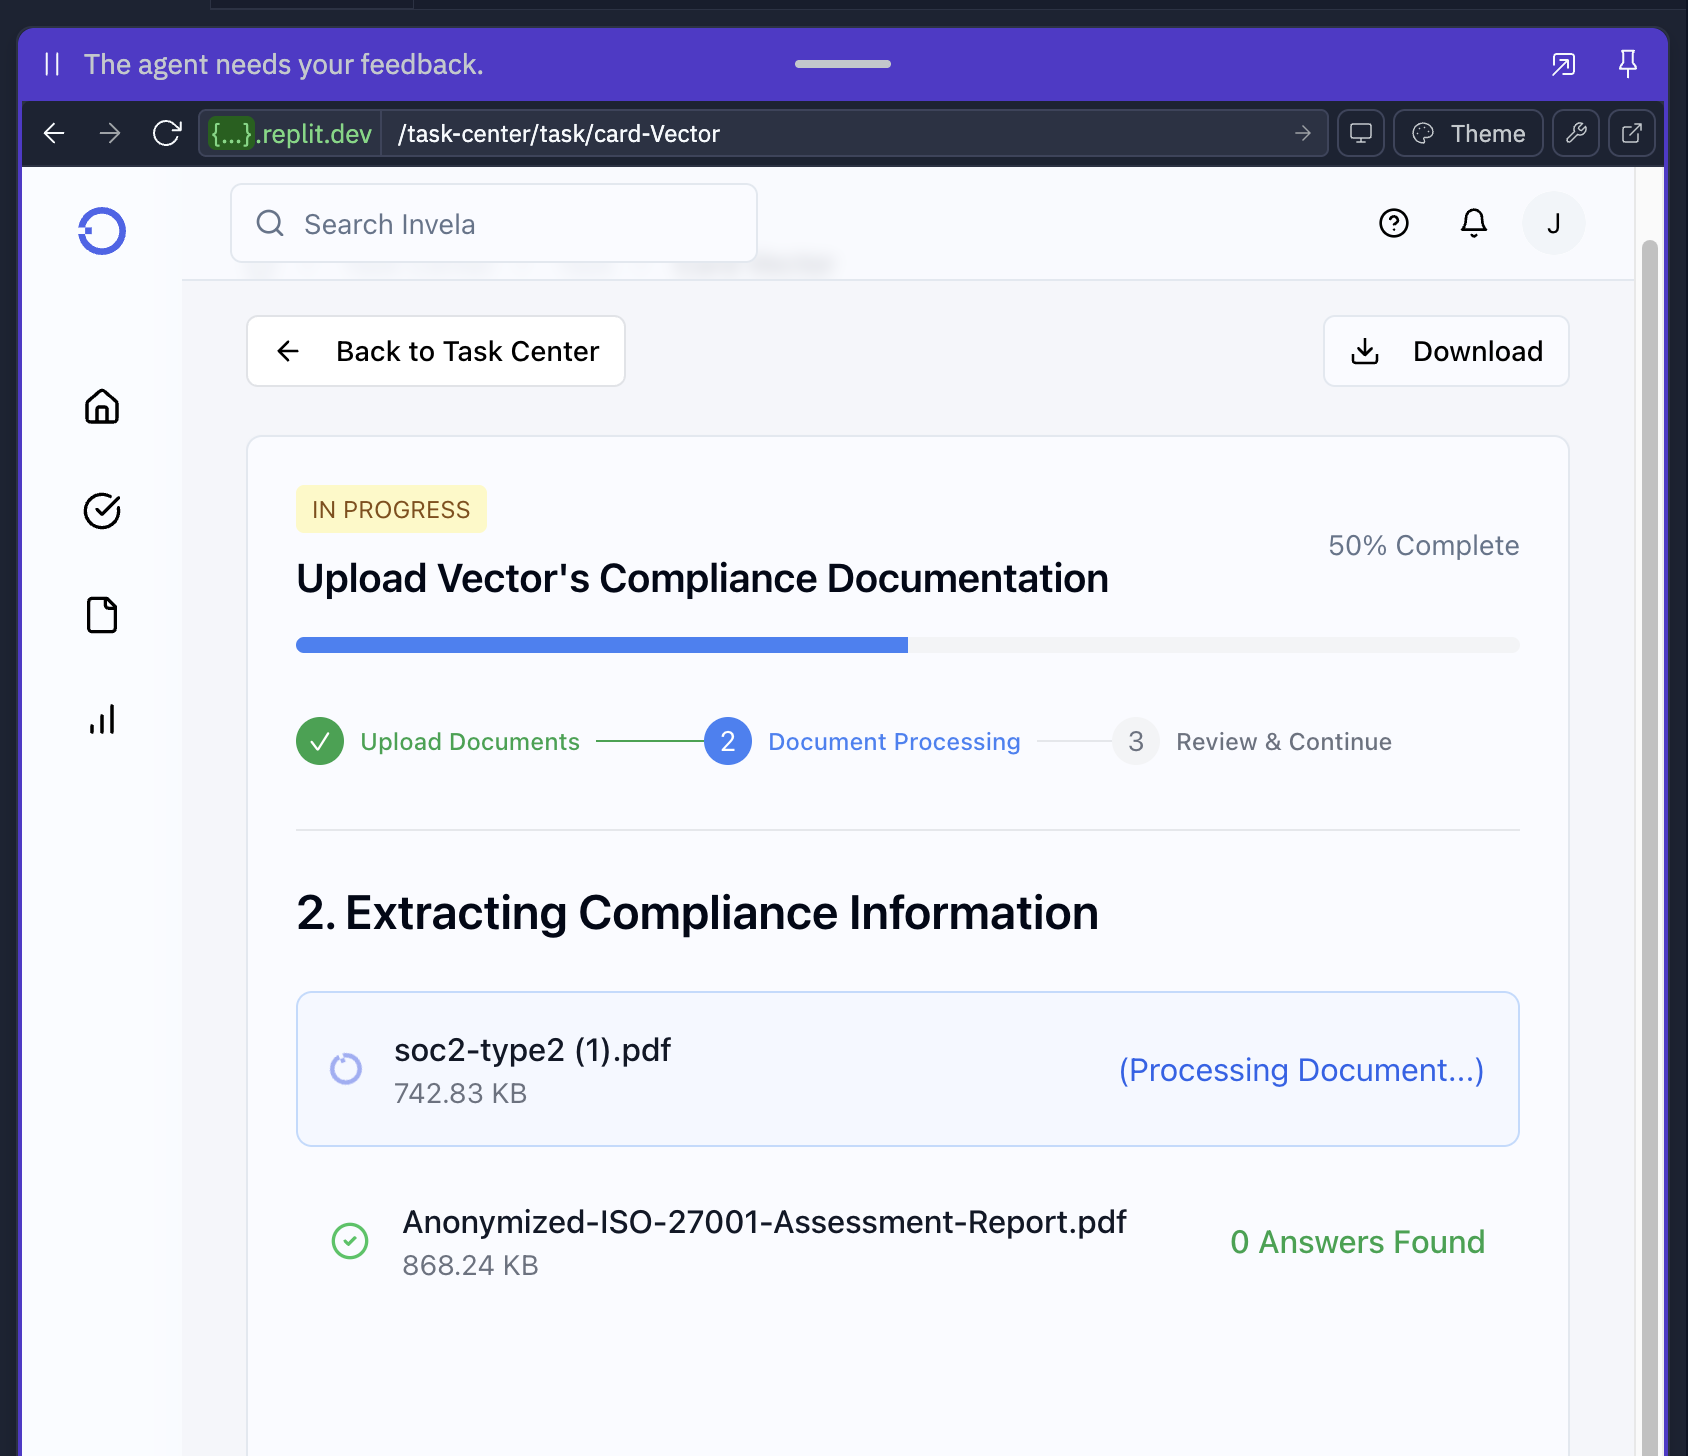 The agent needs your feedback.
{...}.replit.dev
/task-center/task/card-Vector
Theme
Search Invela
J
Back to Task Center
Download
IN PROGRESS
50% Complete
Upload Vector's Compliance Documentation
Upload Documents
2
Document Processing
3
Review & Continue
2. Extracting Compliance Information
soc2-type2 (1).pdf
742.83 KB
(Processing Document...)
Anonymized-ISO-27001-Assessment-Report.pdf
868.24 KB
0 Answers Found